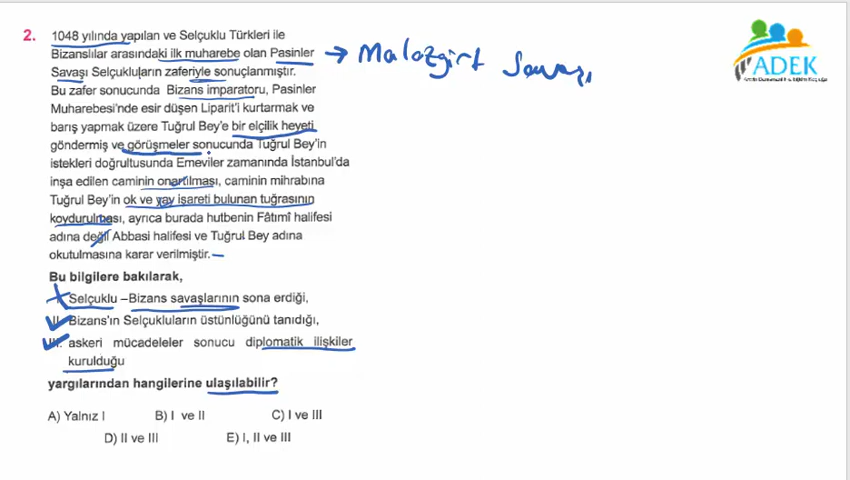 2. 1048 yılında yapılan ve Selçuklu Türkleri ile
Bizanslılar arasındaki ilk muharebe olan Pasinler → Malazgirt Savaşı
Savaşı Selçukluların zaferiyle sonuçlanmıştır.
Bu zafer sonucunda Bizans imparatoru, Pasinler
Muharebesi'nde esir düşen Liparit'i kurtarmak ve
barış yapmak üzere Tuğrul Bey'e bir elçilik heyeti
göndermiş ve görüşmeler sonucunda Tuğrul Bey'in
istekleri doğrultusunda Emeviler zamanında İstanbul'da
inşa edilen caminin onartılması, caminin mihrabına
Tuğrul Bey'in ok ve yay işareti bulunan tuğrasının
koydurulması, ayrıca burada hutbenin Fâtımî halifesi
adına değil Abbasi halifesi ve Tuğrul Bey adına
okutulmasına karar verilmiştir.
Bu bilgilere bakılarak,
I. Selçuklu –Bizans savaşlarının sona erdiği,
II. Bizans'ın Selçukluların üstünlüğünü tanıdığı,
III. askeri mücadeleler sonucu diplomatik ilişkiler
kurulduğu
yargılarından hangilerine ulaşılabilir?
A) Yalnız I B) I ve II C) I ve III
D) II ve III E) I, II ve III
ADEK